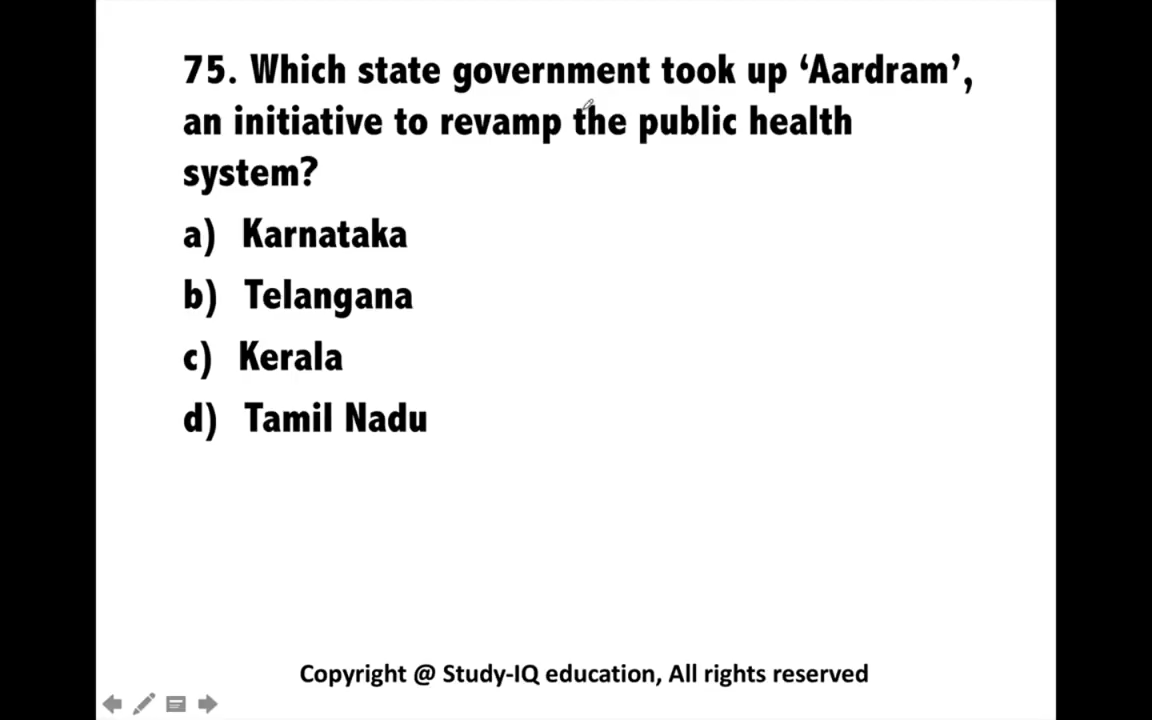 75. Which state government took up ‘Aardram’,
an initiative to revamp the public health
system?
a) Karnataka
b) Telangana
c) Kerala
d) Tamil Nadu
Copyright @ Study-IQ education, All rights reserved